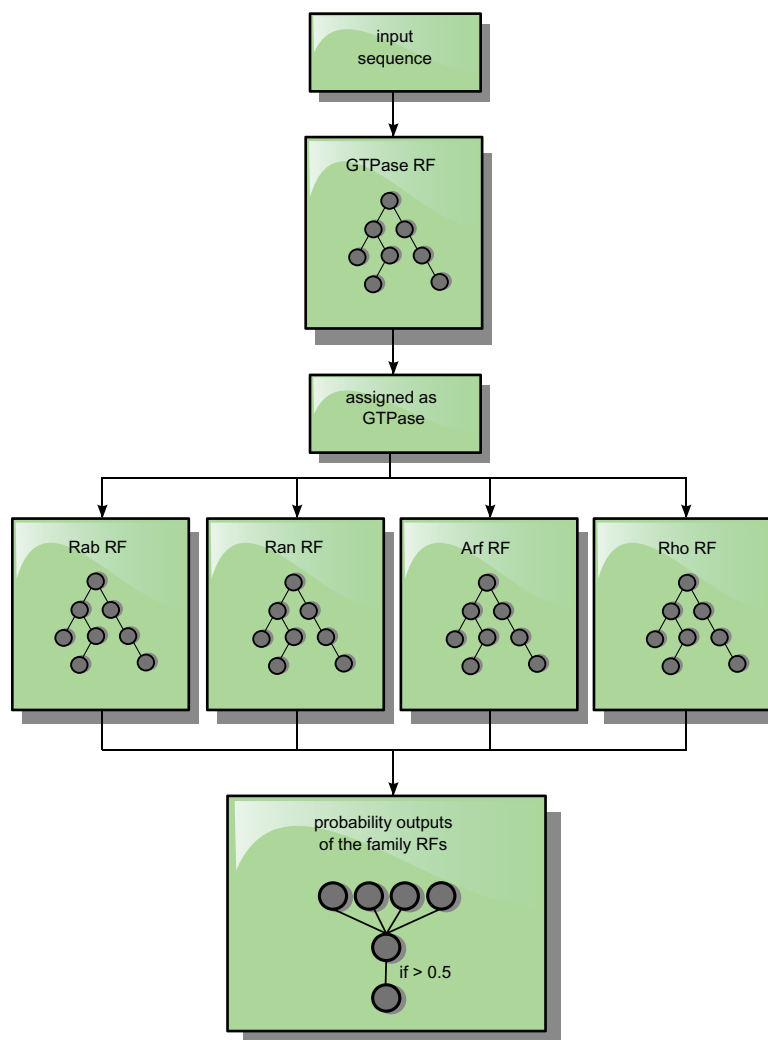 input
sequence
GTPase RF
assigned as
GTPase
Rab RF
Ran RF
Arf RF
Rho RF
probability outputs
of the family RFs
if > 0.5